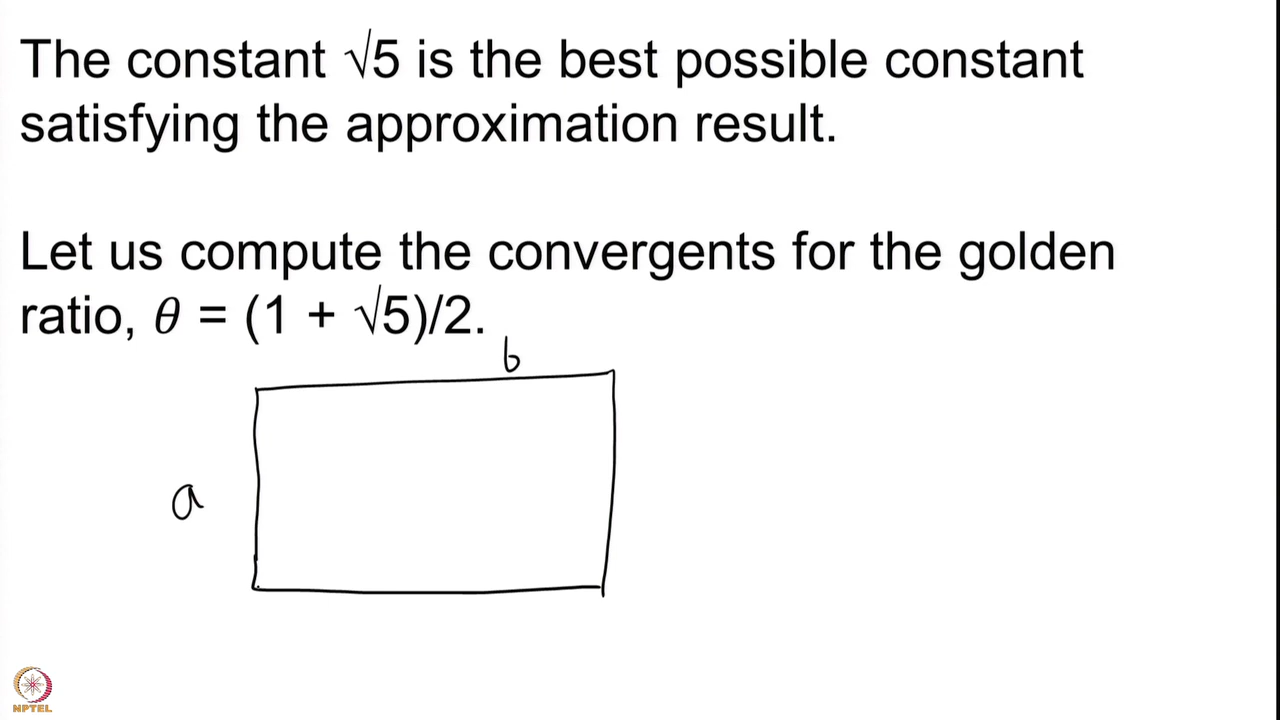 The constant √5 is the best possible constant
satisfying the approximation result.
Let us compute the convergents for the golden
ratio, θ = (1 + √5)/2.
b
a
NPTEL